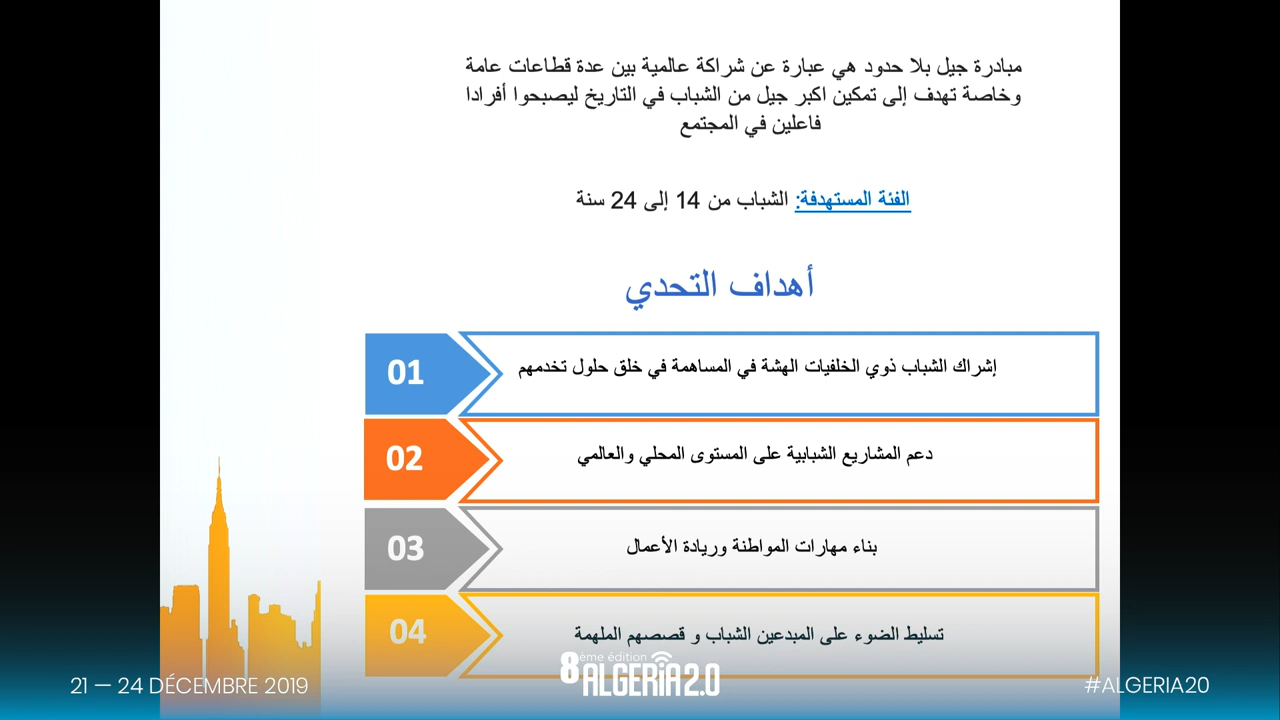 مبادرة جيل بلا حدود هي عبارة عن شراكة عالمية بين عدة قطاعات عامة
وخاصة تهدف إلى تمكين اكبر جيل من الشباب في التاريخ ليصبحوا أفرادا
فاعلين في المجتمع
الفئة المستهدفة: الشباب من 14 إلى 24 سنة
أهداف التحدي
01 إشراك الشباب ذوي الخلفيات الهشة في المساهمة في خلق حلول تخدمهم
02 دعم المشاريع الشبابية على المستوى المحلي والعالمي
03 بناء مهارات المواطنة وريادة الأعمال
04 تسليط الضوء على المبدعين الشباب و قصصهم الملهمة
21 — 24 DÉCEMBRE 2019
8ème édition
ALGERIA2.0
#ALGERIA20